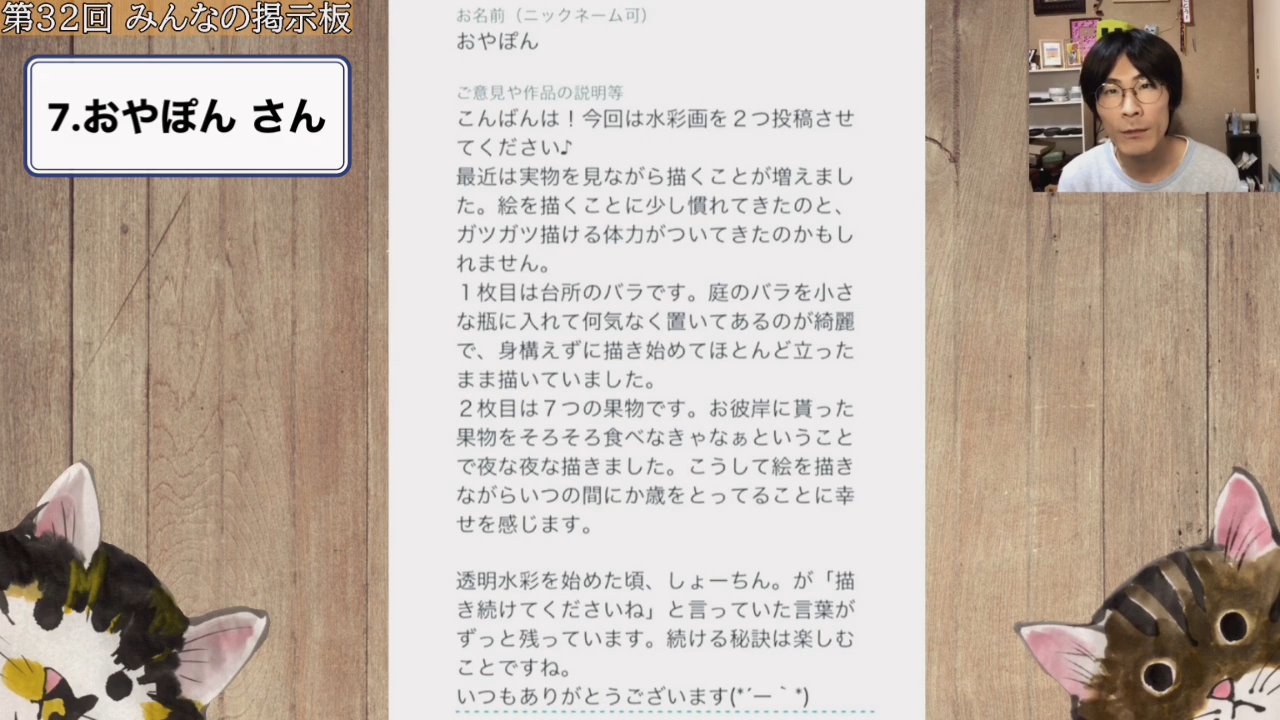 第32回 みんなの掲示板
7.おやぽん さん
お名前（ニックネーム可）
おやぽん
ご意見や作品の説明等
こんばんは！今回は水彩画を２つ投稿させ
てください♪
最近は実物を見ながら描くことが増えまし
た。絵を描くことに少し慣れてきたのと、
ガツガツ描ける体力がついてきたのかもし
れません。
１枚目は台所のバラです。庭のバラを小さ
な瓶に入れて何気なく置いてあるのが綺麗
で、身構えずに描き始めてほとんど立った
まま描いていました。
２枚目は７つの果物です。お彼岸に貰った
果物をそろそろ食べなきゃなぁということ
で夜な夜な描きました。こうして絵を描き
ながらいつの間にか歳をとってることに幸
せを感じます。
透明水彩を始めた頃、しょーちん。が「描
き続けてくださいね」と言っていた言葉が
ずっと残っています。続ける秘訣は楽しむ
ことですね。
いつもありがとうございます(*´ー｀*)